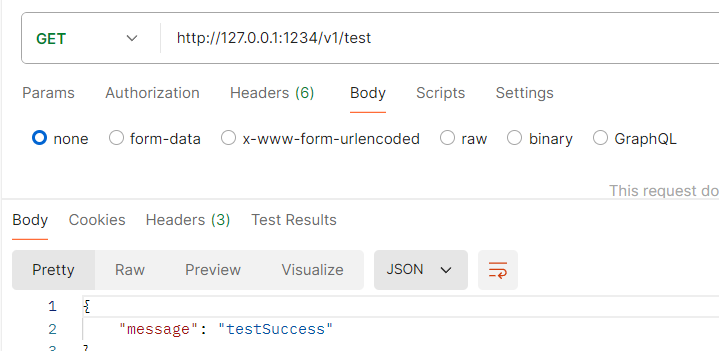 GET http://127.0.0.1:1234/v1/test
Params Authorization Headers (6) Body Scripts Settings
none form-data x-www-form-urlencoded raw binary GraphQL
This request do
Body Cookies Headers (3) Test Results
Pretty Raw Preview Visualize JSON
1 {
2 "message": "testSuccess"
3 }